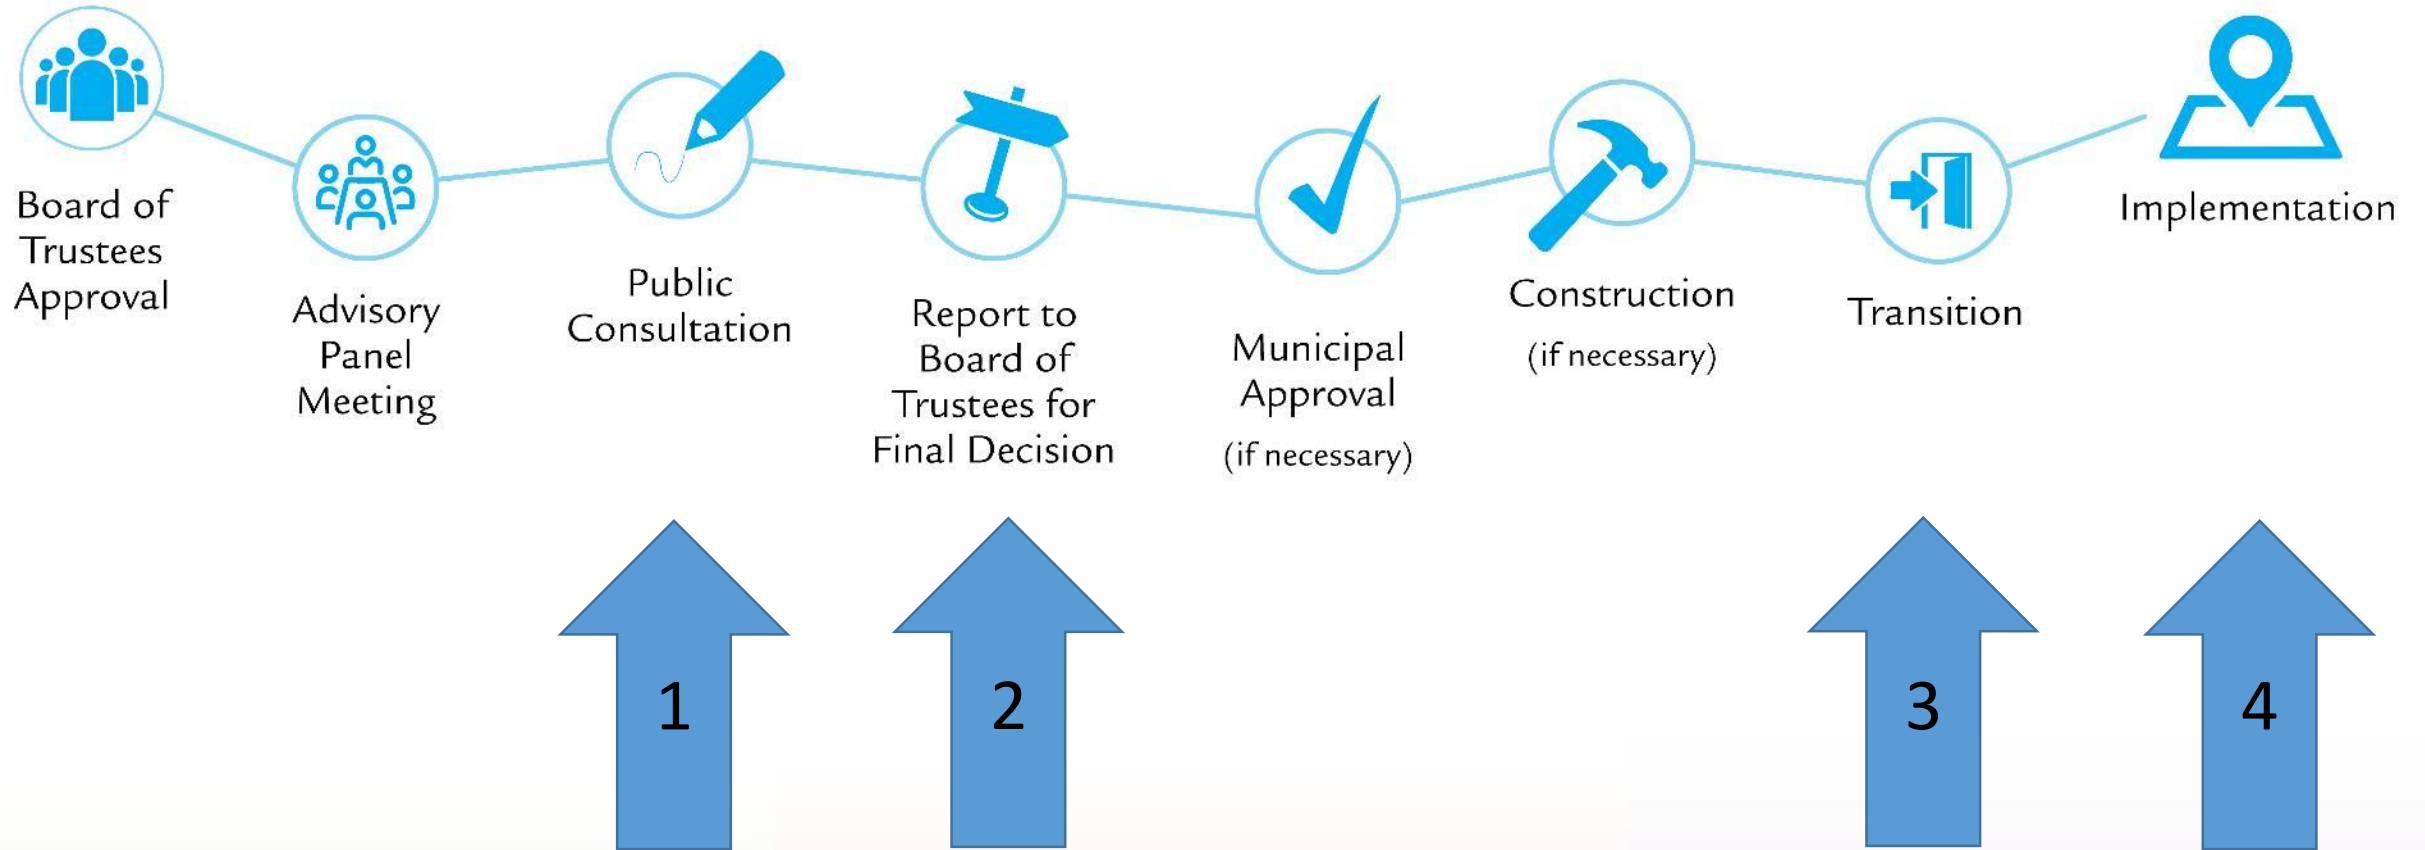 Board of
Trustees
Approval
Advisory
Panel
Meeting
Public
Consultation
Report to
Board of
Trustees for
Final Decision
Municipal
Approval
(if necessary)
Construction
(if necessary)
Transition
Implementation
1
2
3
4